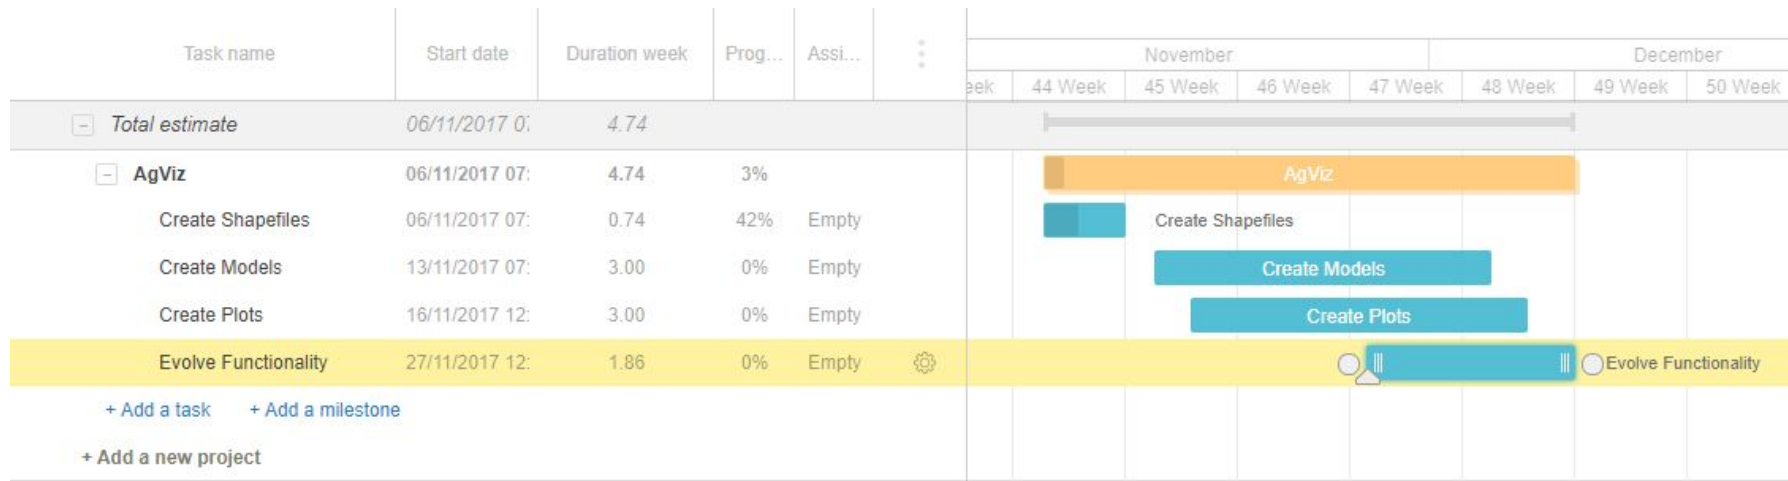 Task name Start date Duration week Prog... Assi...
November December
eek 44 Week 45 Week 46 Week 47 Week 48 Week 49 Week 50 Week
Total estimate 06/11/2017 07 4.74
AgViz 06/11/2017 07: 4.74 3% AgViz
Create Shapefiles 06/11/2017 07: 0.74 42% Empty Create Shapefiles
Create Models 13/11/2017 07: 3.00 0% Empty Create Models
Create Plots 16/11/2017 12: 3.00 0% Empty Create Plots
Evolve Functionality 27/11/2017 12: 1.86 0% Empty Evolve Functionality
+ Add a task + Add a milestone
+ Add a new project